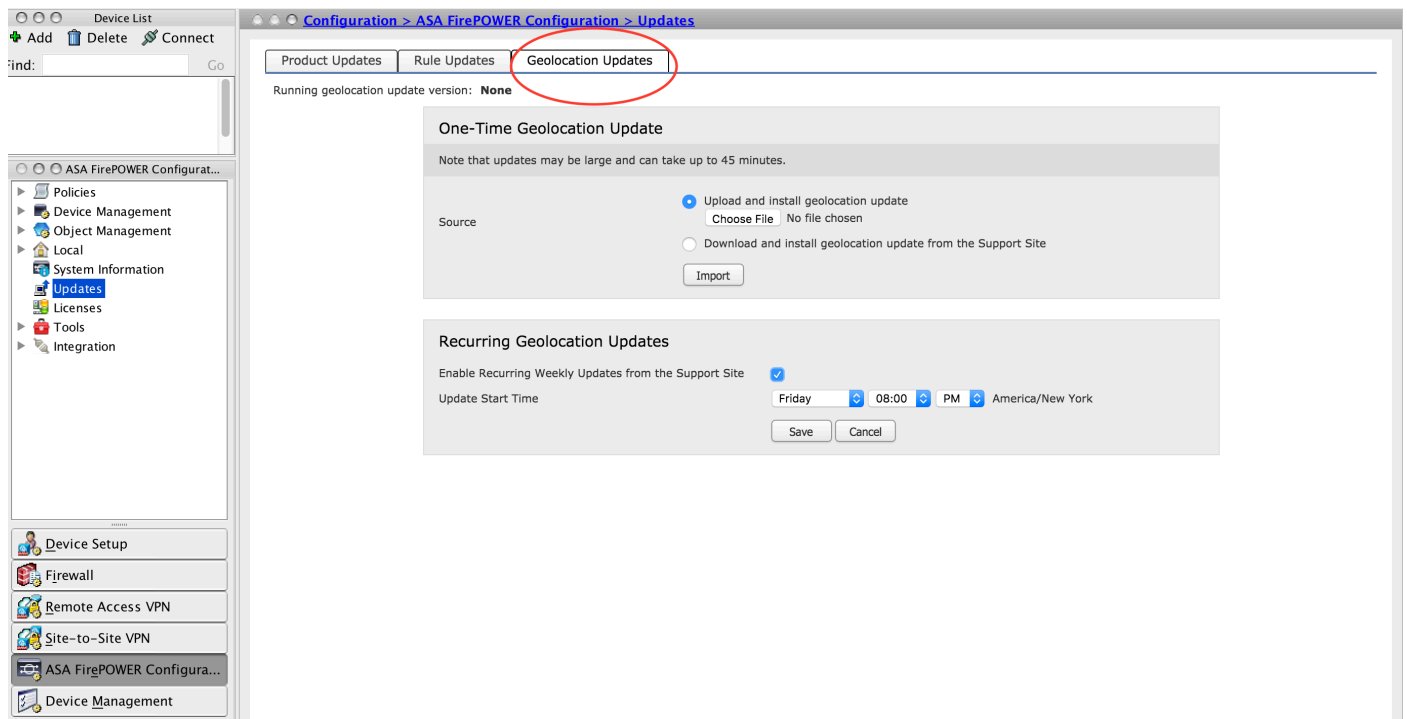 Device List
Add Delete Connect
Find: Go
ASA FirePOWER Configurat...
Policies
Device Management
Object Management
Local
System Information
Updates
Licenses
Tools
Integration
Device Setup
Firewall
Remote Access VPN
Site-to-Site VPN
ASA FirePOWER Configura...
Device Management
Configuration > ASA FirePOWER Configuration > Updates
Product Updates Rule Updates Geolocation Updates
Running geolocation update version: None
One-Time Geolocation Update
Note that updates may be large and can take up to 45 minutes.
Source
Upload and install geolocation update
Choose File No file chosen
Download and install geolocation update from the Support Site
Import
Recurring Geolocation Updates
Enable Recurring Weekly Updates from the Support Site
Update Start Time Friday 08:00 PM America/New York
Save Cancel